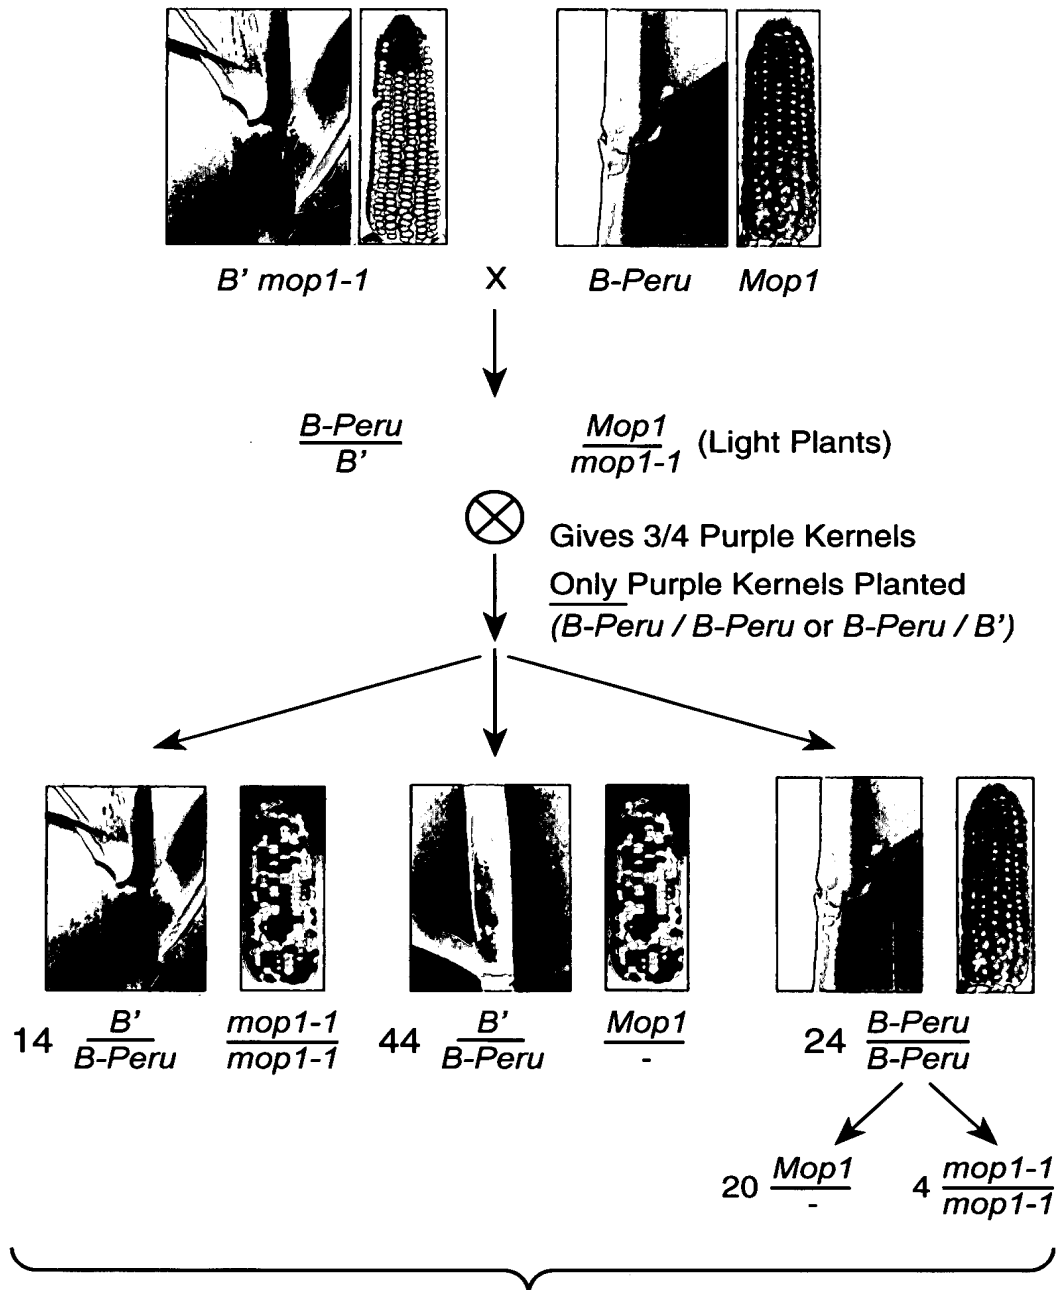 B’ mop1-1 X B-Peru Mop1
B-Peru Mop1 (Light Plants)
B’ mop1-1
Gives 3/4 Purple Kernels
Only Purple Kernels Planted
(B-Peru / B-Peru or B-Peru / B’)
14 B’ mop1-1 44 B’ Mop1 24 B-Peru
B-Peru mop1-1 B-Peru - B-Peru
20 Mop1 4 mop1-1
- mop1-1